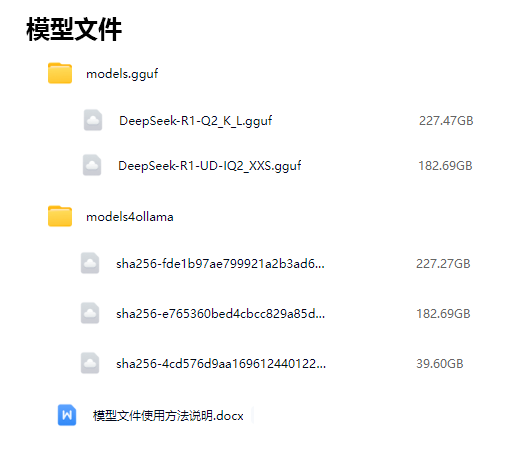 模型文件
models.gguf
DeepSeek-R1-Q2_K_L.gguf 227.47GB
DeepSeek-R1-UD-IQ2_XXS.gguf 182.69GB
models4ollama
sha256-fde1b97ae799921a2b3ad6... 227.27GB
sha256-e765360bed4cbcc829a85d... 182.69GB
sha256-4cd576d9aa169612440122... 39.60GB
模型文件使用方法说明.docx